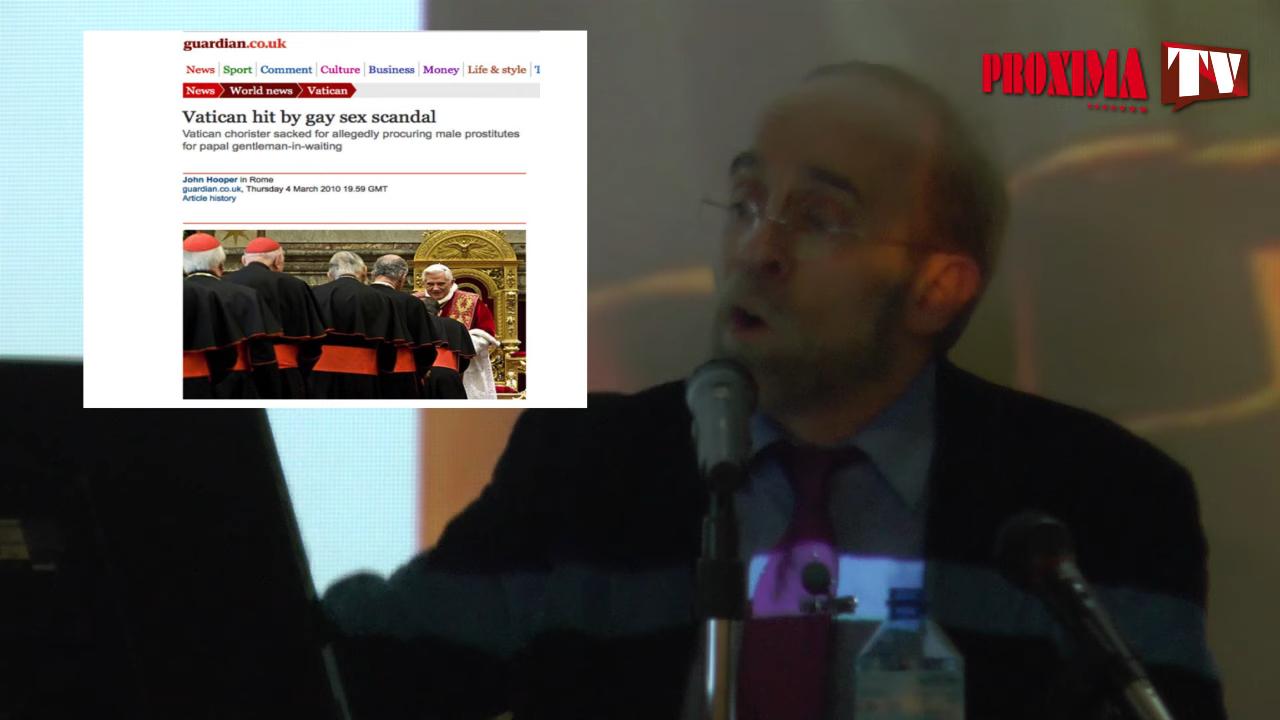 guardian.co.uk
News Sport Comment Culture Business Money Life & style
News World news Vatican
Vatican hit by gay sex scandal
Vatican chorister sacked for allegedly procuring male prostitutes
for papal gentleman-in-waiting
John Hooper in Rome
guardian.co.uk, Thursday 4 March 2010 19.59 GMT
Article history
PROXIMA TV